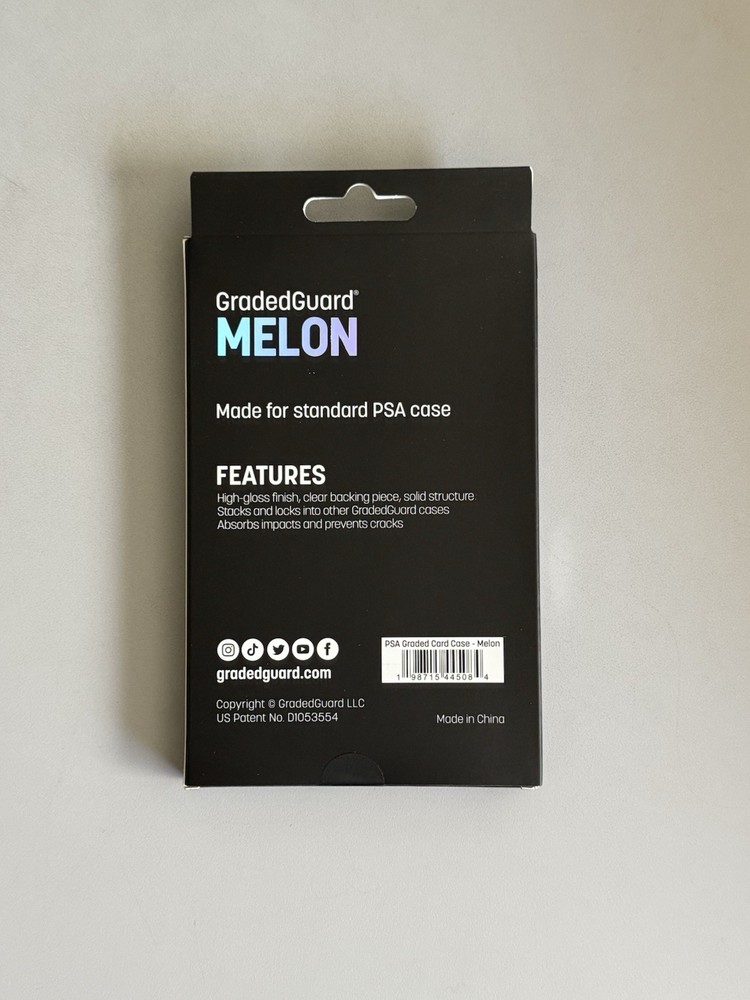 GradedGuard®
MELON
Made for standard PSA case
FEATURES
High-gloss finish, clear backing piece, solid structure
Stacks and locks into other GradedGuard cases
Absorbs impacts and prevents cracks
gradedguard.com
PSA Graded Card Case - Melon
1 98715 44508 4
Copyright © GradedGuard LLC
US Patent No. D1053554
Made in China